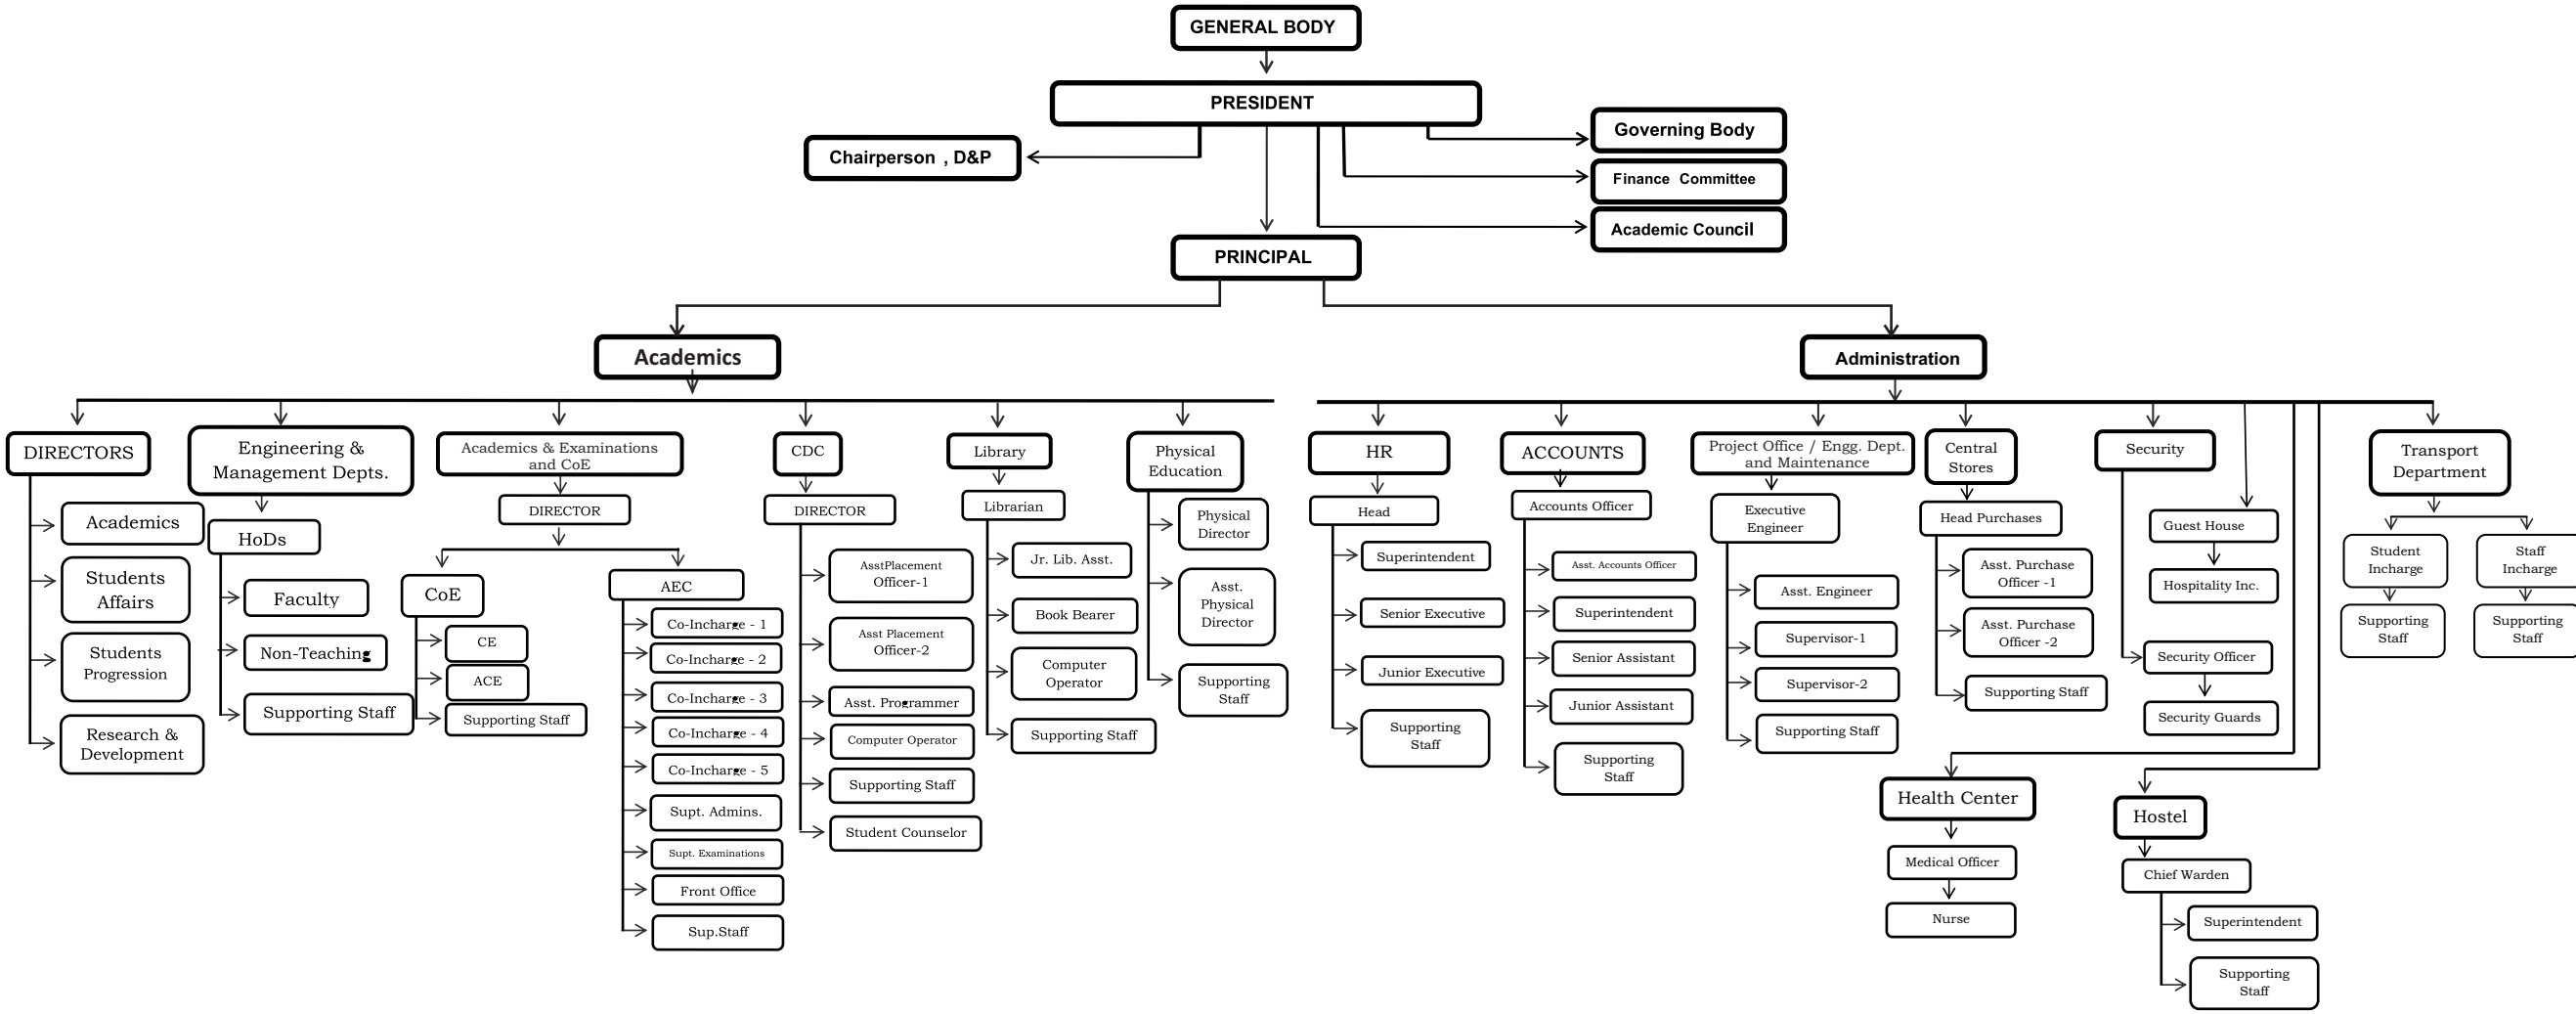 GENERAL BODY
PRESIDENT
Governing Body
Chairperson , D&P
Finance Committee
Academic Council
PRINCIPAL
Academics
Administration
DIRECTORS
Academics
Students
Affairs
Students
Progression
Research &
Development
Engineering &
Management Depts.
HoDs
Faculty
Non-Teaching
Supporting Staff
Academics & Examinations
and CoE
DIRECTOR
CoE
CE
ACE
Supporting Staff
AEC
Co-Incharge - 1
Co-Incharge - 2
Co-Incharge - 3
Co-Incharge - 4
Co-Incharge - 5
Supt. Admins.
Supt. Examinations
Front Office
Sup.Staff
CDC
DIRECTOR
AsstPlacement
Officer-1
Asst Placement
Officer-2
Asst. Programmer
Computer Operator
Supporting Staff
Student Counselor
Library
Librarian
Jr. Lib. Asst.
Book Bearer
Computer
Operator
Supporting Staff
Physical
Education
Physical
Director
Asst.
Physical
Director
Supporting
Staff
HR
Head
Superintendent
Senior Executive
Junior Executive
Supporting
Staff
ACCOUNTS
Accounts Officer
Asst. Accounts Officer
Superintendent
Senior Assistant
Junior Assistant
Supporting
Staff
Project Office / Engg. Dept.
and Maintenance
Executive
Engineer
Asst. Engineer
Supervisor-1
Supervisor-2
Supporting Staff
Central
Stores
Head Purchases
Asst. Purchase
Officer -1
Asst. Purchase
Officer -2
Supporting Staff
Security
Guest House
Hospitality Inc.
Security Officer
Security Guards
Health Center
Medical Officer
Nurse
Hostel
Chief Warden
Superintendent
Supporting
Staff
Transport
Department
Student
Incharge
Supporting
Staff
Staff
Incharge
Supporting
Staff